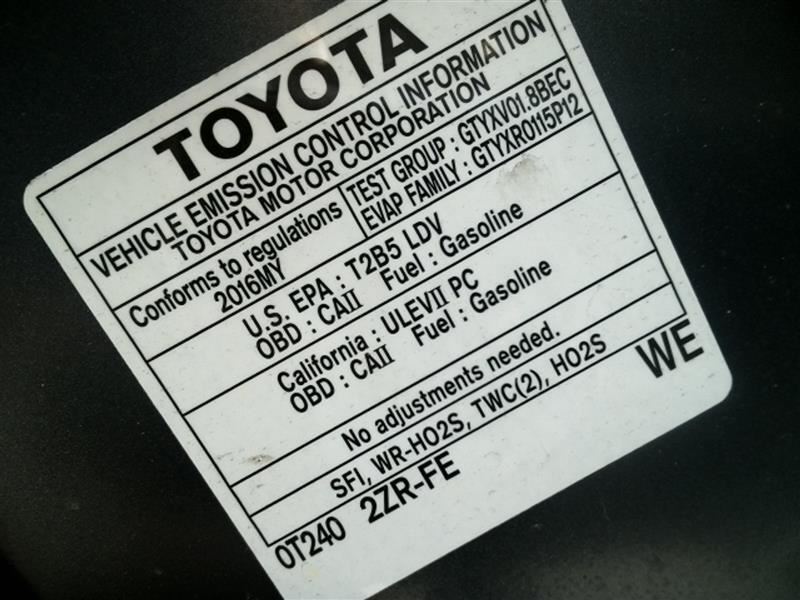 TOYOTA
VEHICLE EMISSION CONTROL INFORMATION
TOYOTA MOTOR CORPORATION
Conforms to regulations
2016MY
TEST GROUP : GTYXV01.8BEC
EVAP FAMILY : GTYXR0115P12
U.S. EPA : T2B5 LDV
OBD : CAII Fuel : Gasoline
California : ULEVII PC
OBD : CAII Fuel : Gasoline
No adjustments needed.
SFI, WR-HO2S, TWC(2), HO2S
0T240 2ZR-FE WE